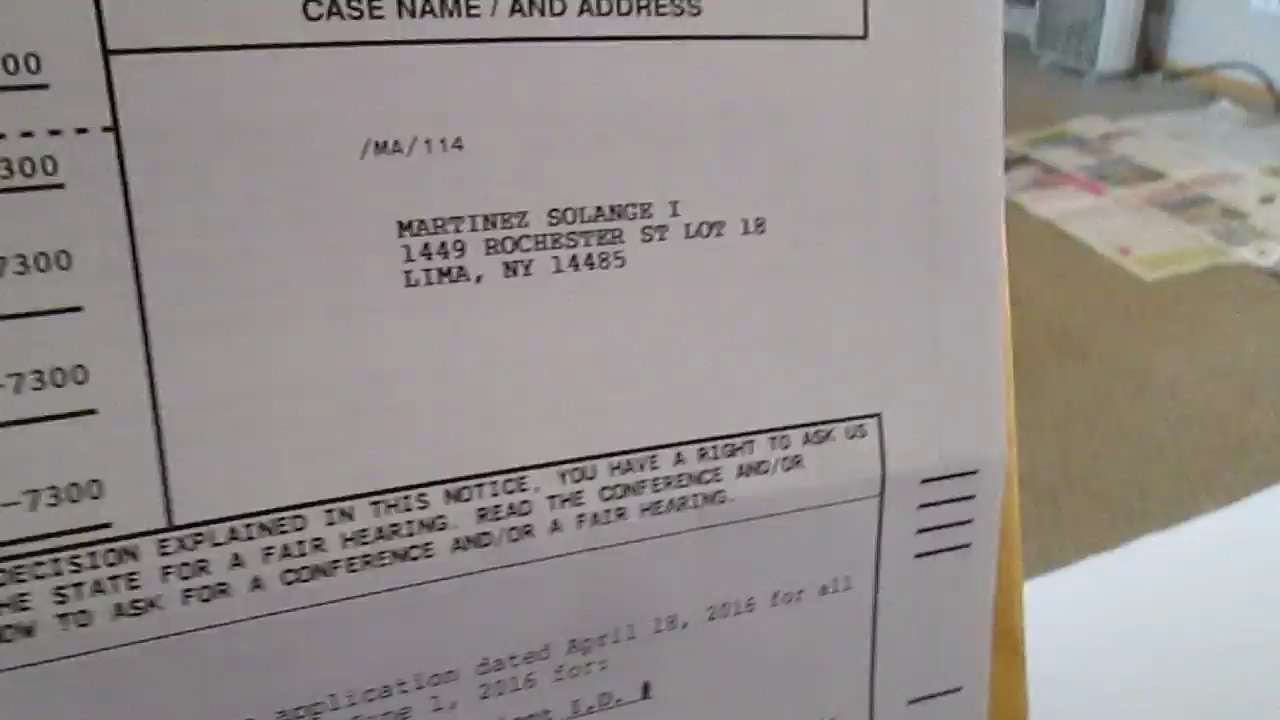 CASE NAME / AND ADDRESS
00
300
/MA/114
MARTINEZ SOLANGE I
1449 ROCHESTER ST LOT 18
LIMA, NY 14485
7300
-7300
-7300
DECISION EXPLAINED IN THIS NOTICE. YOU HAVE A RIGHT TO ASK US
HE STATE FOR A FAIR HEARING. READ THE CONFERENCE AND/OR
OW TO ASK FOR A CONFERENCE AND/OR A FAIR HEARING.
application dated April 18, 2016 for all
1, 2016 for:
I.D. #